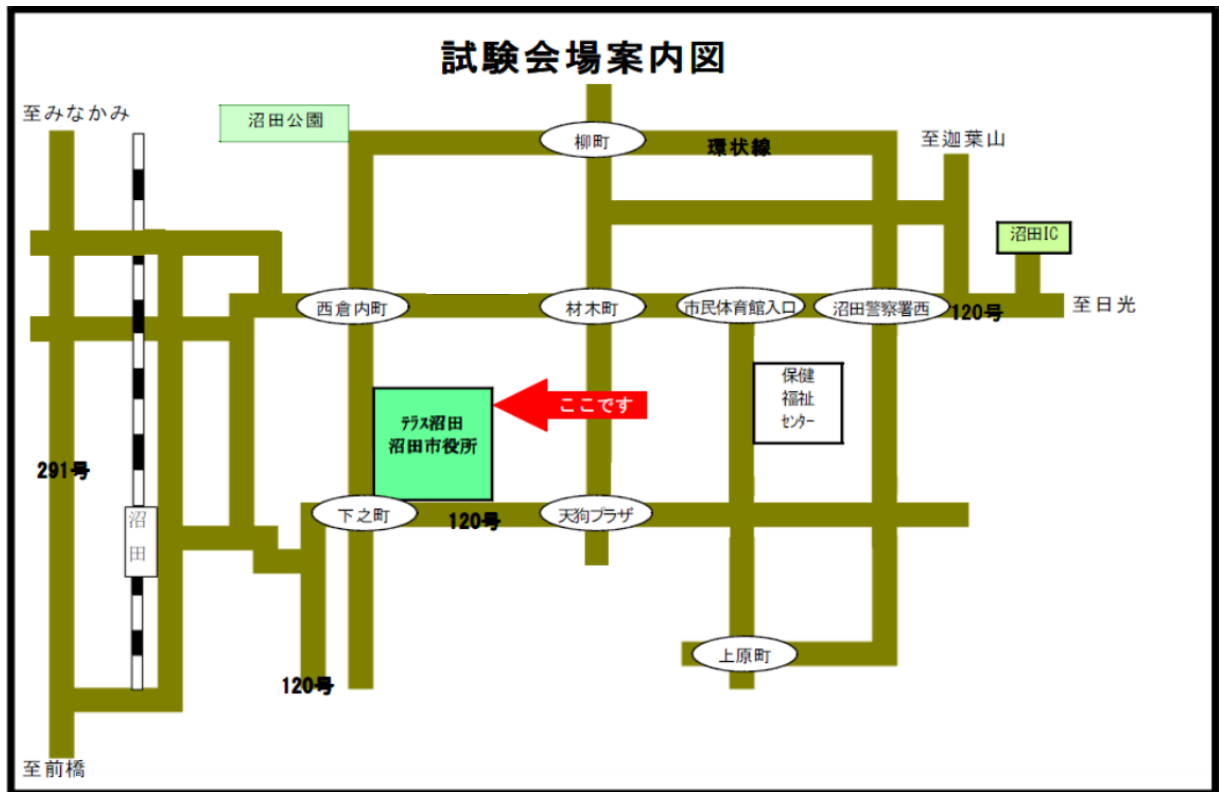 試験会場案内図
至みなかみ
沼田公園
柳町
環状線
至迦葉山
沼田IC
西倉内町
材木町
市民体育館入口
沼田警察署西
120号
至日光
ここです
保健
福祉
センター
テラス沼田
沼田市役所
291号
沼
田
下之町
120号
天狗プラザ
上原町
120号
至前橋